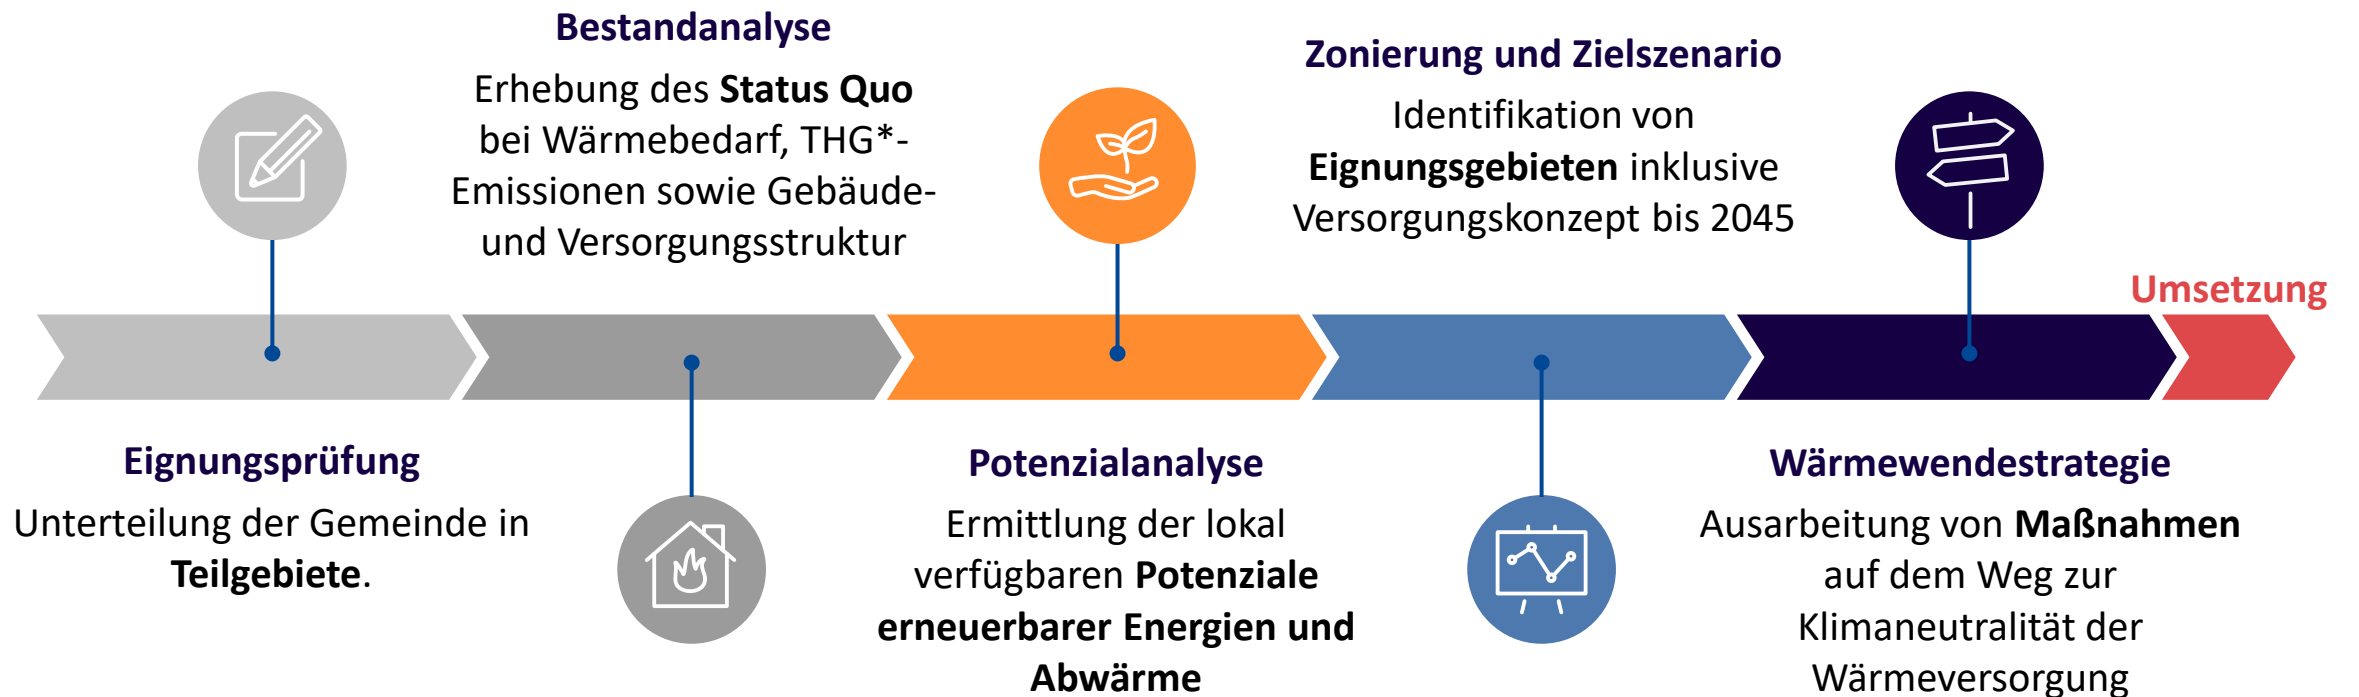 Bestandanalyse
Erhebung des Status Quo
bei Wärmebedarf, THG*-
Emissionen sowie Gebäude-
und Versorgungsstruktur
Zonierung und Zielszenario
Identifikation von
Eignungsgebieten inklusive
Versorgungskonzept bis 2045
Umsetzung
Eignungsprüfung
Unterteilung der Gemeinde in
Teilgebiete.
Potenzialanalyse
Ermittlung der lokal
verfügbaren Potenziale
erneuerbarer Energien und
Abwärme
Wärmewendestrategie
Ausarbeitung von Maßnahmen
auf dem Weg zur
Klimaneutralität der
Wärmeversorgung